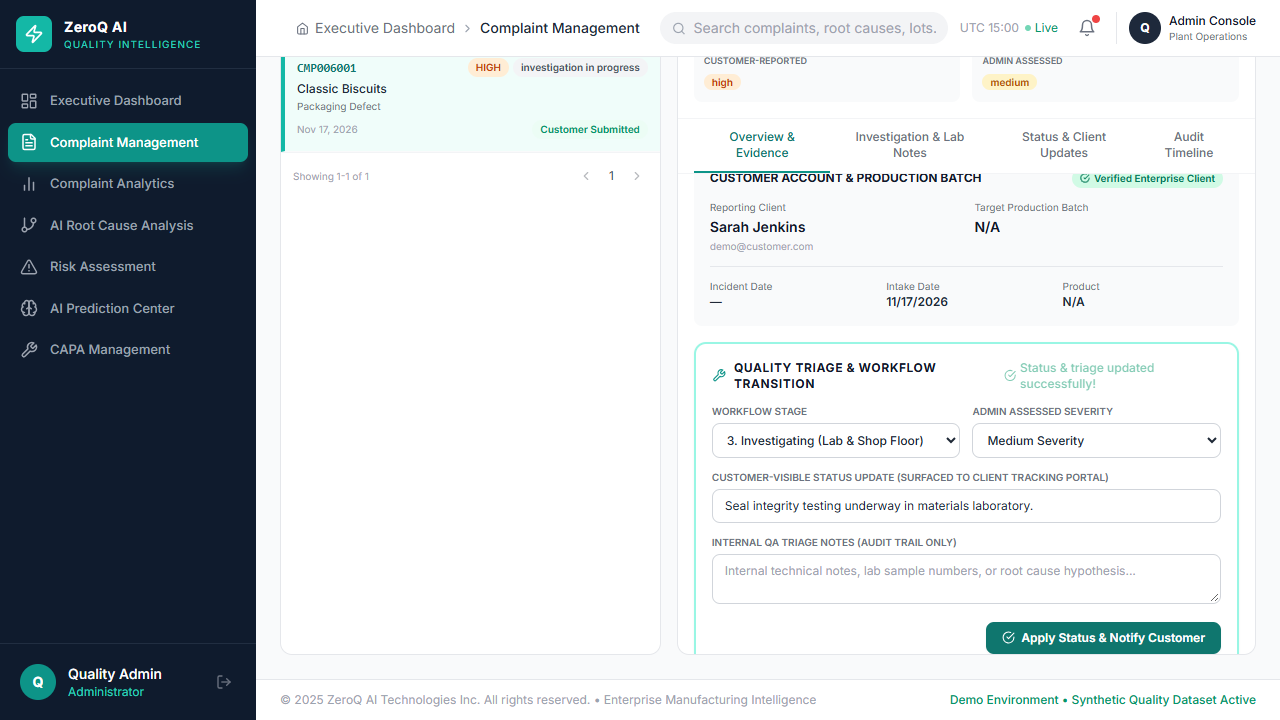 ZeroQ AI
QUALITY INTELLIGENCE
Executive Dashboard
Complaint Management
Complaint Analytics
AI Root Cause Analysis
Risk Assessment
AI Prediction Center
CAPA Management
Q
Quality Admin
Administrator
Executive Dashboard
Complaint Management
Search complaints, root causes, lots.
UTC 15:00
Live
Q
Admin Console
Plant Operations
CMP006001
HIGH
investigation in progress
Classic Biscuits
Packaging Defect
Nov 17, 2026
Customer Submitted
Showing 1-1 of 1
1
CUSTOMER-REPORTED
high
ADMIN ASSESSED
medium
Overview &
Evidence
Investigation & Lab
Notes
Status & Client
Updates
Audit
Timeline
CUSTOMER ACCOUNT & PRODUCTION BATCH
Verified Enterprise Client
Reporting Client
Sarah Jenkins
demo@customer.com
Target Production Batch
N/A
Incident Date
—
Intake Date
11/17/2026
Product
N/A
QUALITY TRIAGE & WORKFLOW
TRANSITION
Status & triage updated
successfully!
WORKFLOW STAGE
3. Investigating (Lab & Shop Floor)
ADMIN ASSESSED SEVERITY
Medium Severity
CUSTOMER-VISIBLE STATUS UPDATE (SURFACED TO CLIENT TRACKING PORTAL)
Seal integrity testing underway in materials laboratory.
INTERNAL QA TRIAGE NOTES (AUDIT TRAIL ONLY)
Internal technical notes, lab sample numbers, or root cause hypothesis...
Apply Status & Notify Customer
© 2025 ZeroQ AI Technologies Inc. All rights reserved. • Enterprise Manufacturing Intelligence
Demo Environment • Synthetic Quality Dataset Active